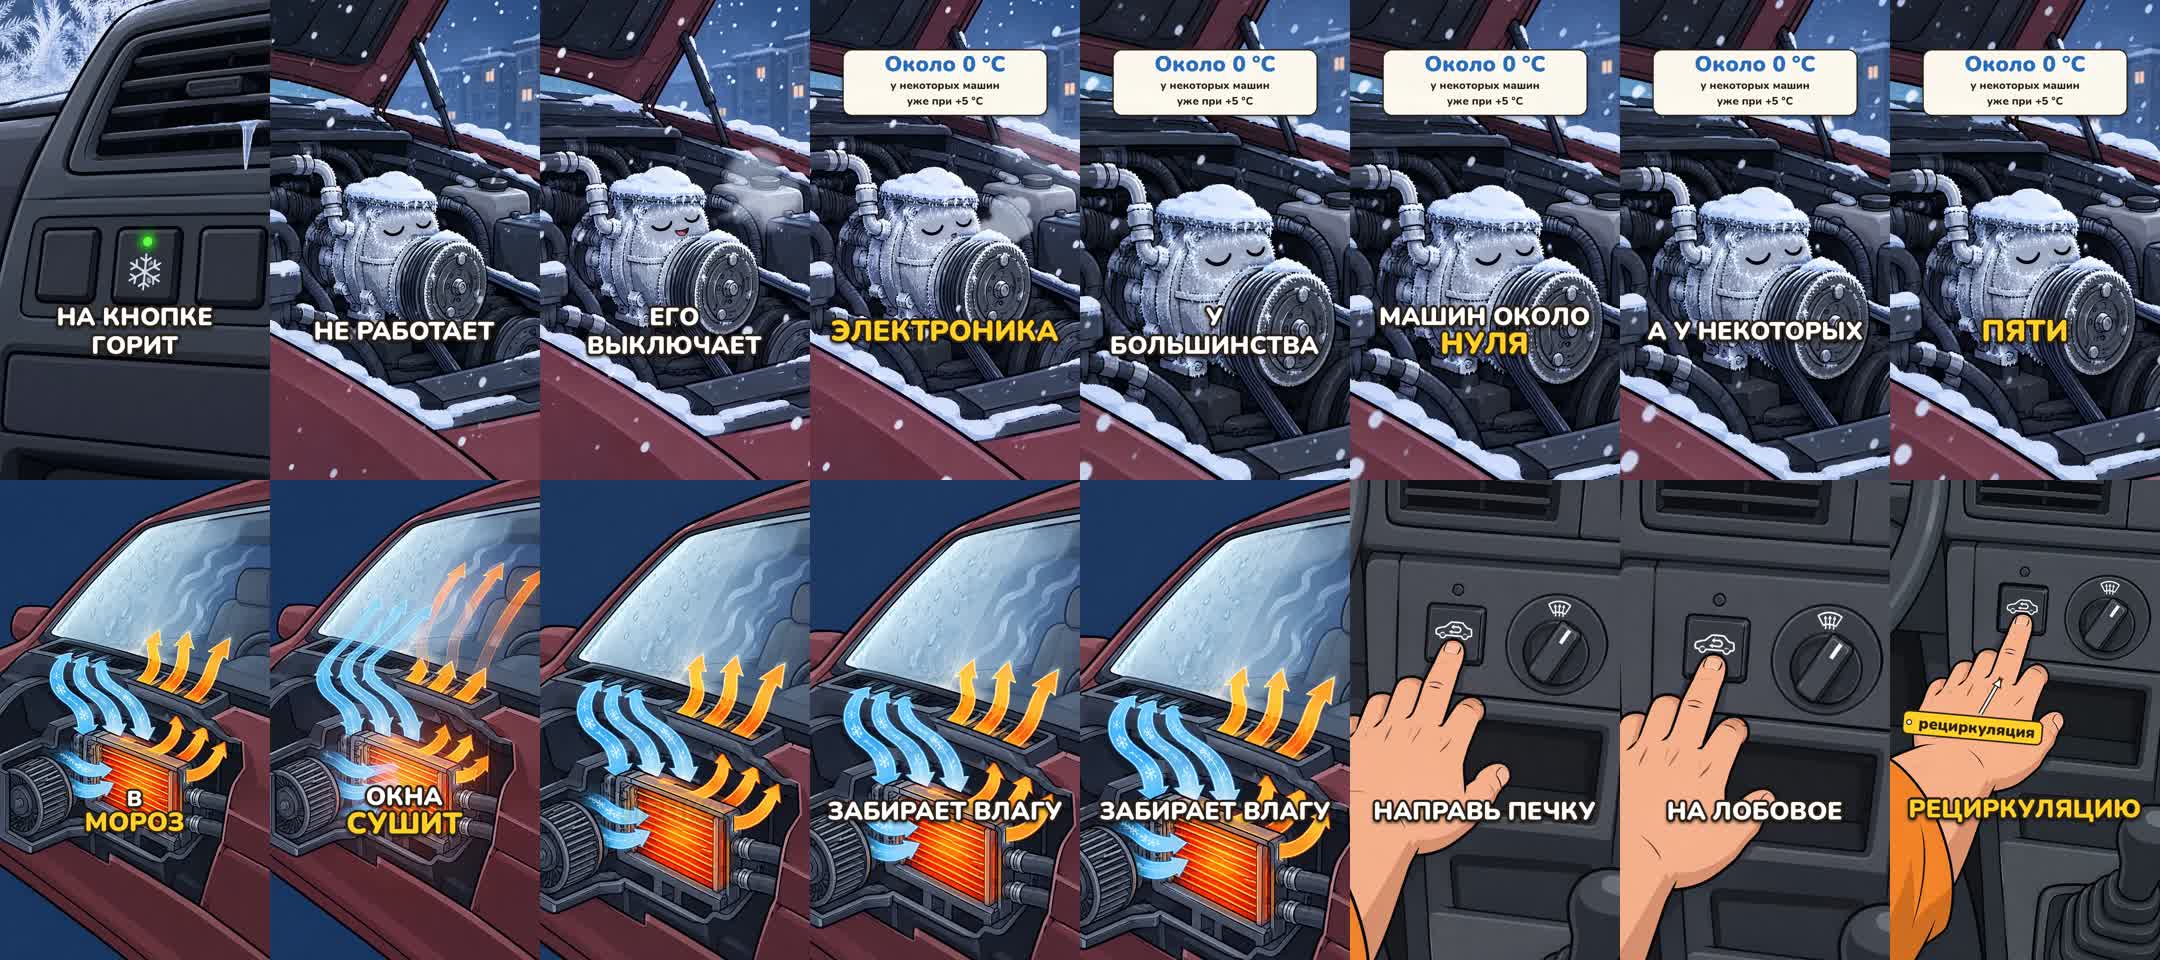 НА КНОПКЕ
ГОРИТ
НЕ РАБОТАЕТ
ЕГО
ВЫКЛЮЧАЕТ
Около 0 °C
у некоторых машин
уже при +5 °C
ЭЛЕКТРОНИКА
Около 0 °C
у некоторых машин
уже при +5 °C
У
БОЛЬШИНСТВА
Около 0 °C
у некоторых машин
уже при +5 °C
МАШИН ОКОЛО
НУЛЯ
Около 0 °C
у некоторых машин
уже при +5 °C
А У НЕКОТОРЫХ
Около 0 °C
у некоторых машин
уже при +5 °C
ПЯТИ
В
МОРОЗ
ОКНА
СУШИТ
ЗАБИРАЕТ ВЛАГУ
ЗАБИРАЕТ ВЛАГУ
НАПРАВЬ ПЕЧКУ
НА ЛОБОВОЕ
рециркуляция
РЕЦИРКУЛЯЦИЮ